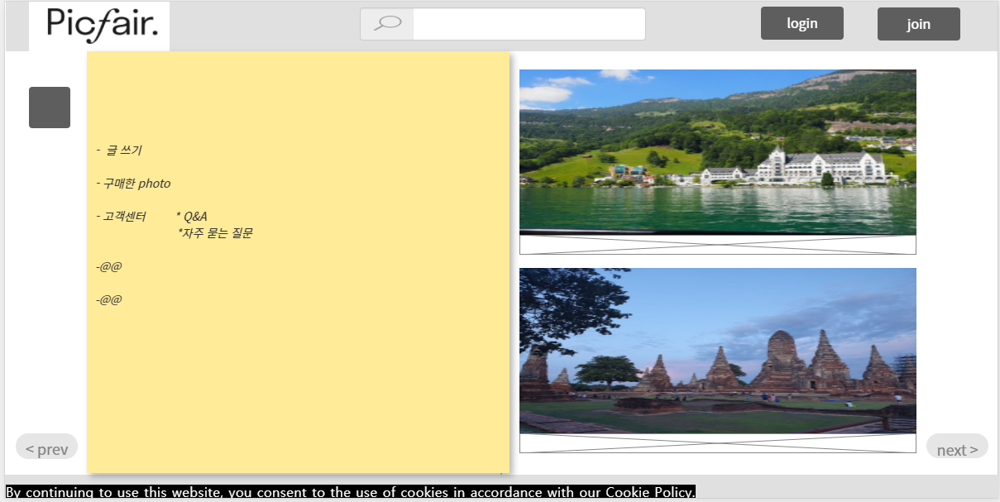 Picfair.
login
join
- 글 쓰기
- 구매한 photo
- 고객센터 * Q&A
*자주 묻는 질문
-@@
-@@
< prev
next >
By continuing to use this website, you consent to the use of cookies in accordance with our Cookie Policy.